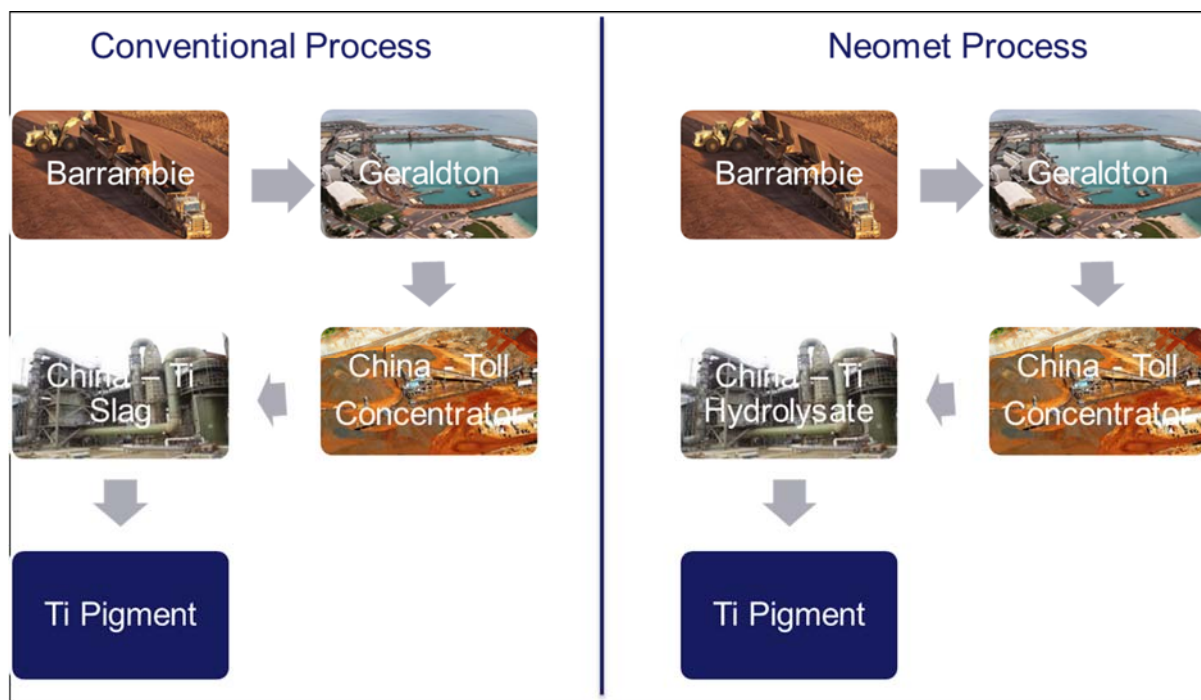 Conventional Process
Barrambie
Geraldton
China - Toll
Concentrator
China – Ti
Slag
Ti Pigment
Neomet Process
Barrambie
Geraldton
China - Toll
Concentrator
China – Ti
Hydrolysate
Ti Pigment